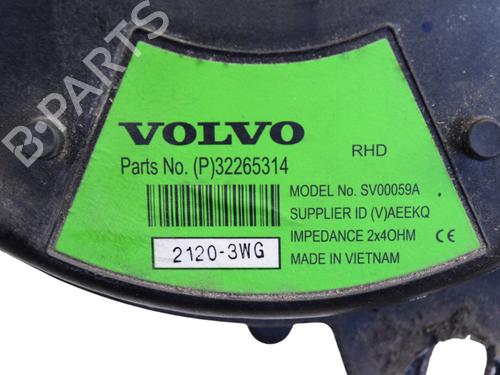 VOLVO
Parts No. (P)32265314
RHD
MODEL No. SV00059A
SUPPLIER ID (V)AEEKQ
IMPEDANCE 2x4OHM CE
MADE IN VIETNAM
2120-3WG
B-PARTS